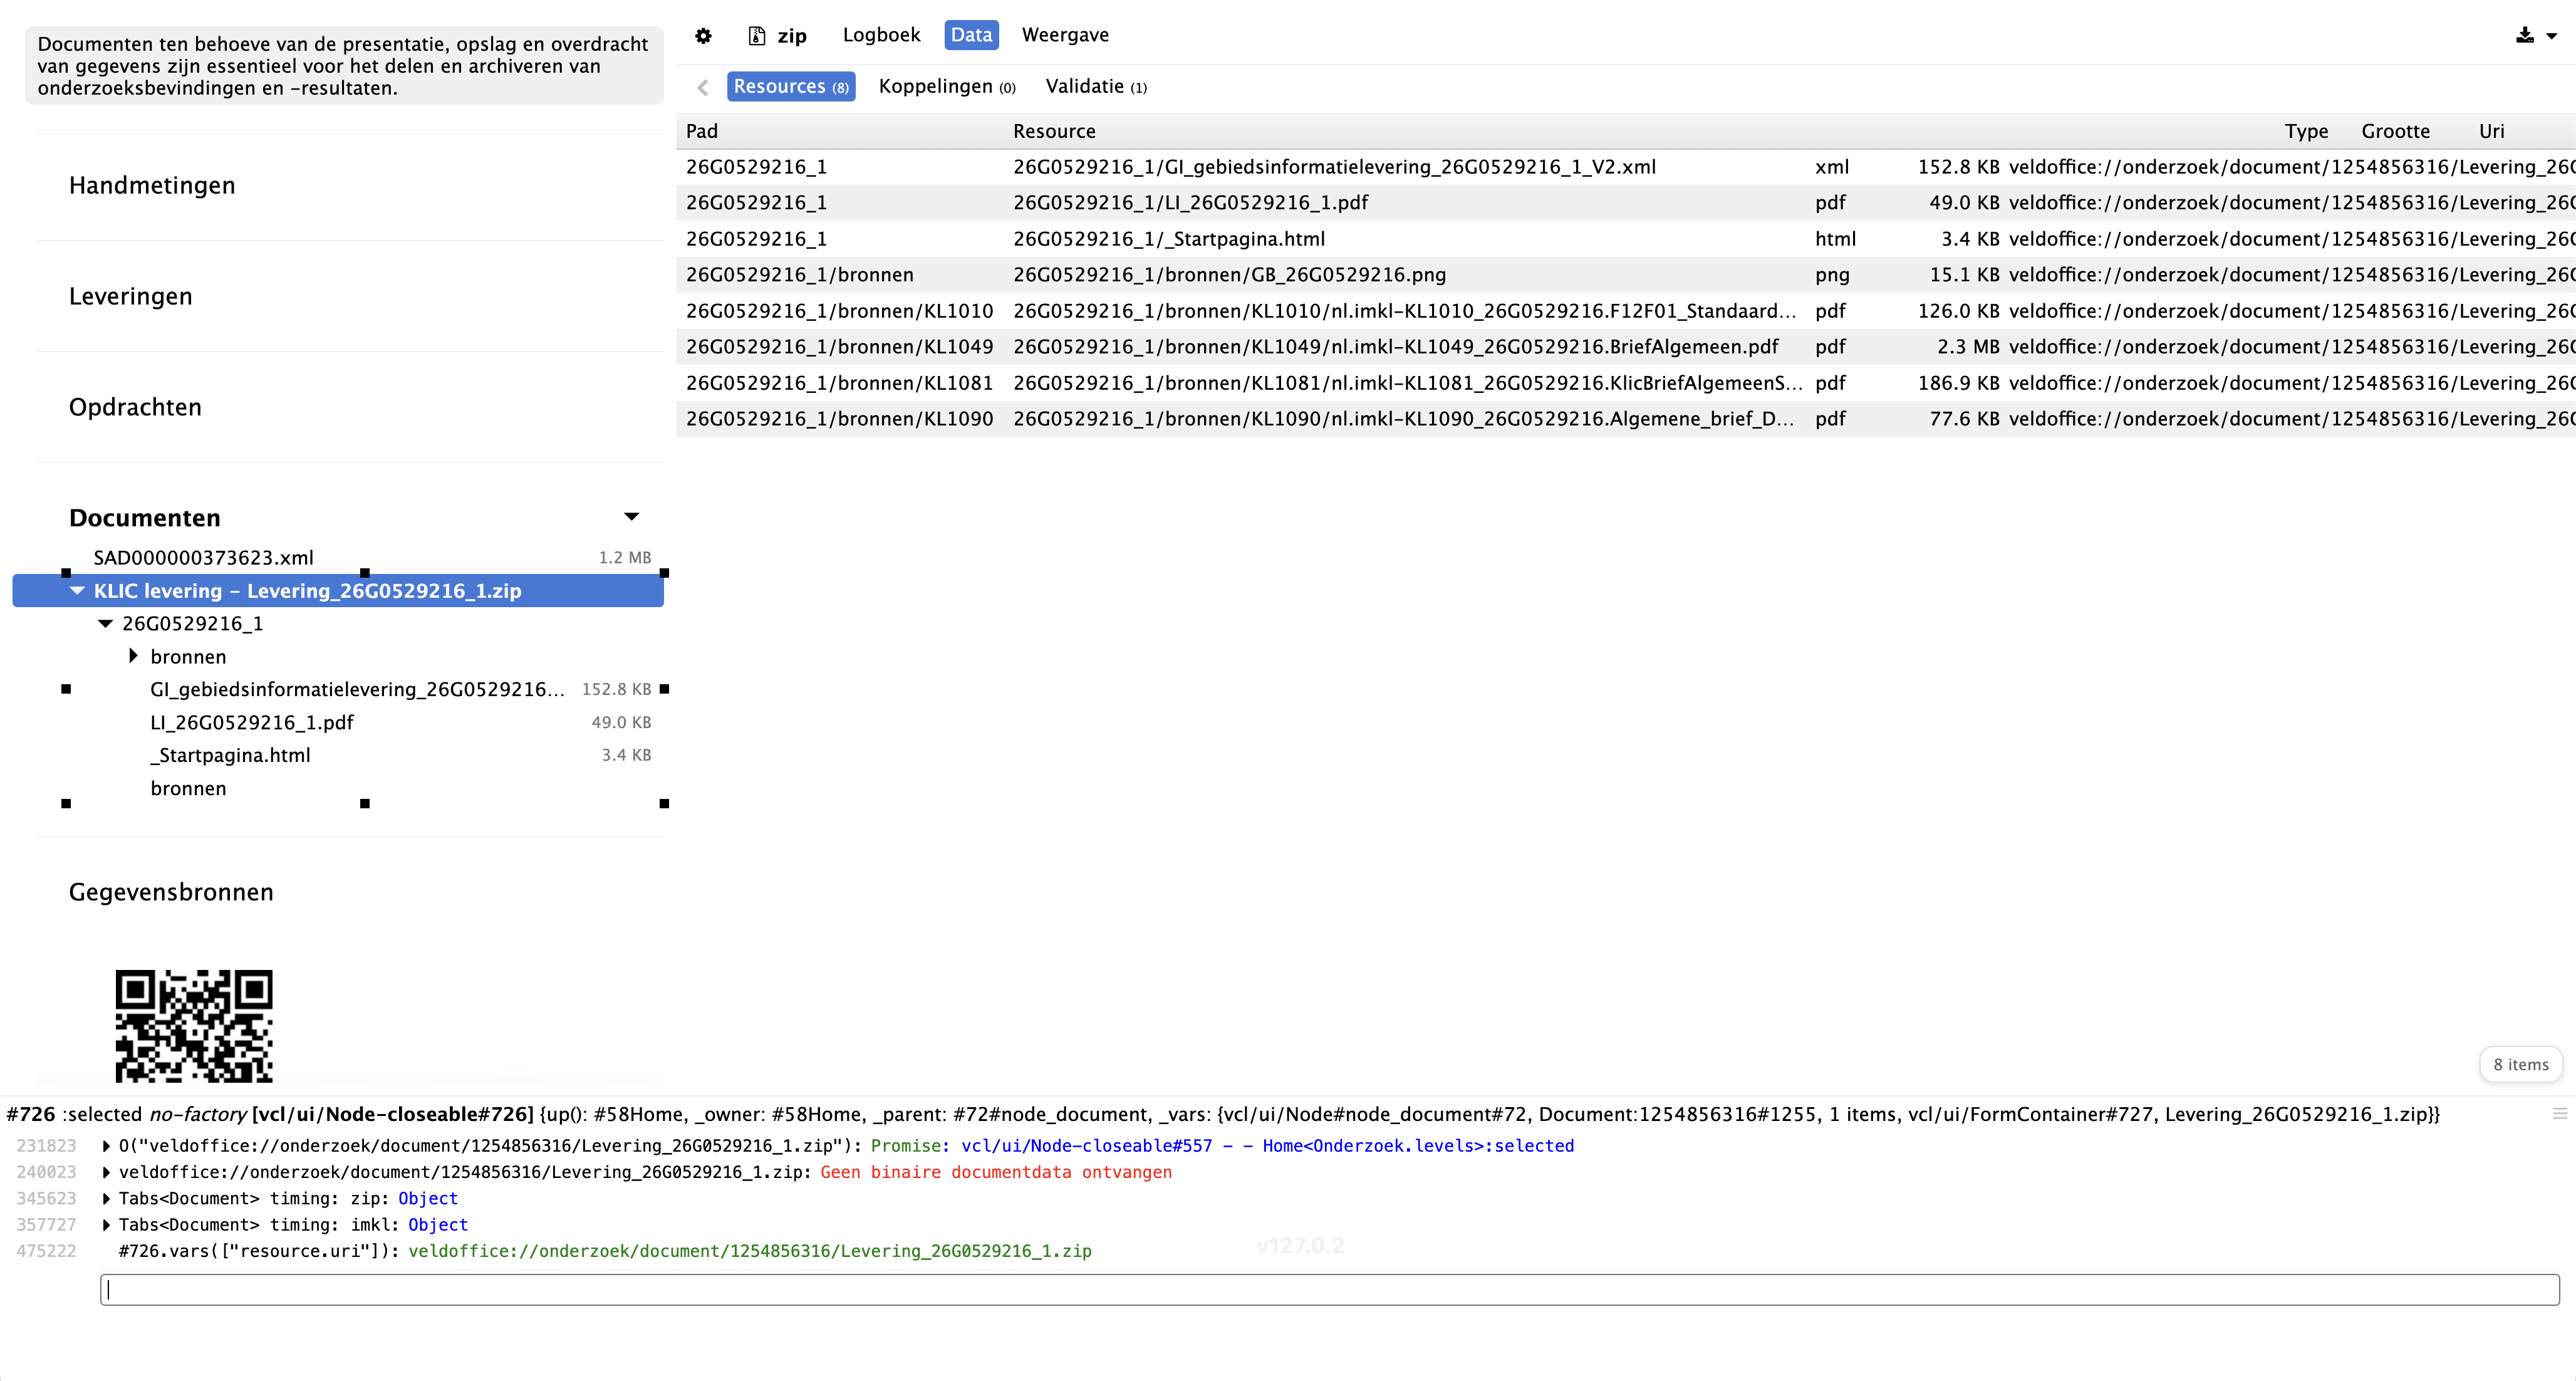 Documenten ten behoeve van de presentatie, opslag en overdracht
van gegevens zijn essentieel voor het delen en archiveren van
onderzoeksbevindingen en -resultaten.
Handmetingen
Leveringen
Opdrachten
Documenten
SAD000000373623.xml 1.2 MB
KLIC levering - Levering_26G0529216_1.zip
26G0529216_1
bronnen
GI_gebiedsinformatielevering_26G0529216... 152.8 KB
LI_26G0529216_1.pdf 49.0 KB
_Startpagina.html 3.4 KB
bronnen
Gegevensbronnen
zip Logboek Data Weergave
Resources (8) Koppelingen (0) Validatie (1)
Pad Resource Type Grootte Uri
26G0529216_1 26G0529216_1/GI_gebiedsinformatielevering_26G0529216_1_V2.xml xml 152.8 KB veldoffice://onderzoek/document/1254856316/Levering_26G
26G0529216_1 26G0529216_1/LI_26G0529216_1.pdf pdf 49.0 KB veldoffice://onderzoek/document/1254856316/Levering_26G
26G0529216_1 26G0529216_1/_Startpagina.html html 3.4 KB veldoffice://onderzoek/document/1254856316/Levering_26G
26G0529216_1/bronnen 26G0529216_1/bronnen/GB_26G0529216.png png 15.1 KB veldoffice://onderzoek/document/1254856316/Levering_26G
26G0529216_1/bronnen/KL1010 26G0529216_1/bronnen/KL1010/nl.imkl-KL1010_26G0529216.F12F01_Standaard... pdf 126.0 KB veldoffice://onderzoek/document/1254856316/Levering_26G
26G0529216_1/bronnen/KL1049 26G0529216_1/bronnen/KL1049/nl.imkl-KL1049_26G0529216.BriefAlgemeen.pdf pdf 2.3 MB veldoffice://onderzoek/document/1254856316/Levering_26G
26G0529216_1/bronnen/KL1081 26G0529216_1/bronnen/KL1081/nl.imkl-KL1081_26G0529216.KlicBriefAlgemeenS... pdf 186.9 KB veldoffice://onderzoek/document/1254856316/Levering_26G
26G0529216_1/bronnen/KL1090 26G0529216_1/bronnen/KL1090/nl.imkl-KL1090_26G0529216.Algemene_brief_D... pdf 77.6 KB veldoffice://onderzoek/document/1254856316/Levering_26G
8 items
#726 :selected no-factory [vcl/ui/Node-closeable#726] {up(): #58Home, _owner: #58Home, _parent: #72#node_document, _vars: {vcl/ui/Node#node_document#72, Document:1254856316#1255, 1 items, vcl/ui/FormContainer#727, Levering_26G0529216_1.zip}}
231823 O("veldoffice://onderzoek/document/1254856316/Levering_26G0529216_1.zip"): Promise: vcl/ui/Node-closeable#557 - - Home<Onderzoek.levels>:selected
240023 veldoffice://onderzoek/document/1254856316/Levering_26G0529216_1.zip: Geen binaire documentdata ontvangen
345623 Tabs<Document> timing: zip: Object
357727 Tabs<Document> timing: imkl: Object
475222 #726.vars(["resource.uri"]): veldoffice://onderzoek/document/1254856316/Levering_26G0529216_1.zip
v127.0.2